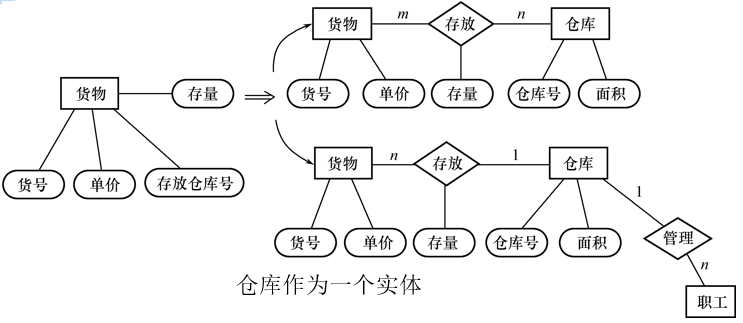 货物 m 存放 n 仓库
货号 单价 存量 仓库号 面积
货物 存量
货号 单价 存放仓库号
货物 n 存放 1 仓库
1
货号 单价 存量 仓库号 面积
管理
n
职工
仓库作为一个实体